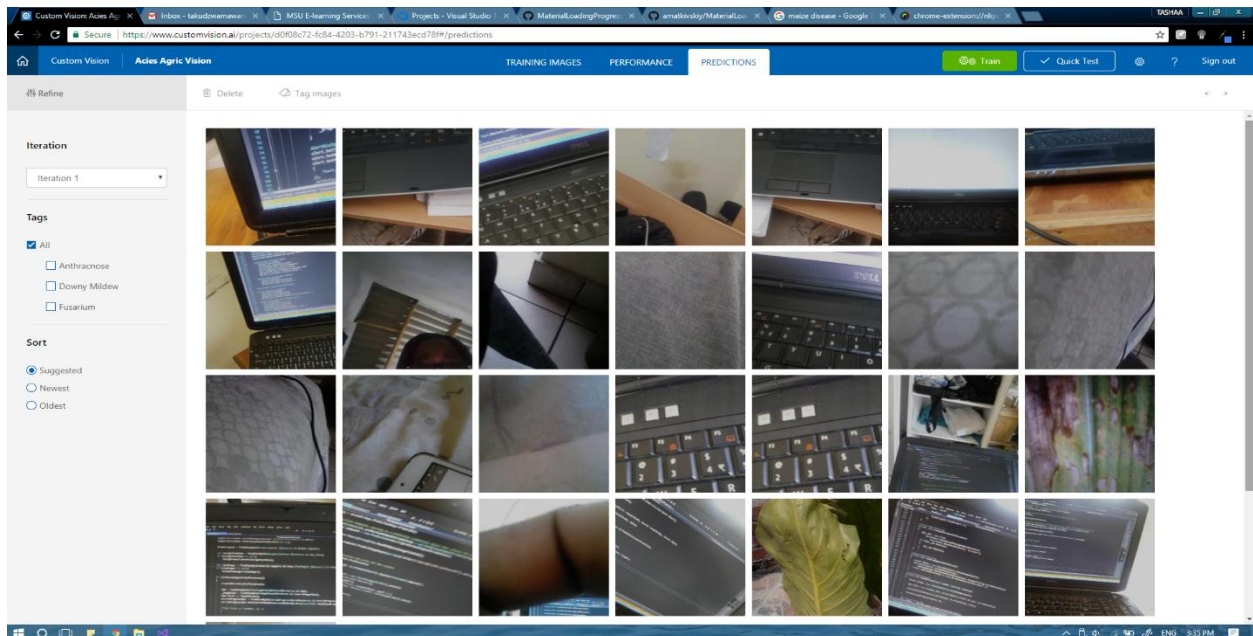 Custom Vision: Acies Agr
Inbox - takudzwamawan
MSU E-learning Services
Projects - Visual Studio
MaterialLoadingProgres
amatkivskiy/MaterialLoa
maize disease - Google
chrome-extension://nlip
TASHAA
Secure | https://www.customvision.ai/projects/d0f08c72-fc84-4203-b791-211743ecd78f#/predictions
Custom Vision Acies Agric Vision TRAINING IMAGES PERFORMANCE PREDICTIONS Train Quick Test ? Sign out
Refine Delete Tag images
Iteration
Iteration 1
Tags
All
Anthracnose
Downy Mildew
Fusarium
Sort
Suggested
Newest
Oldest
ENG 3:35 PM